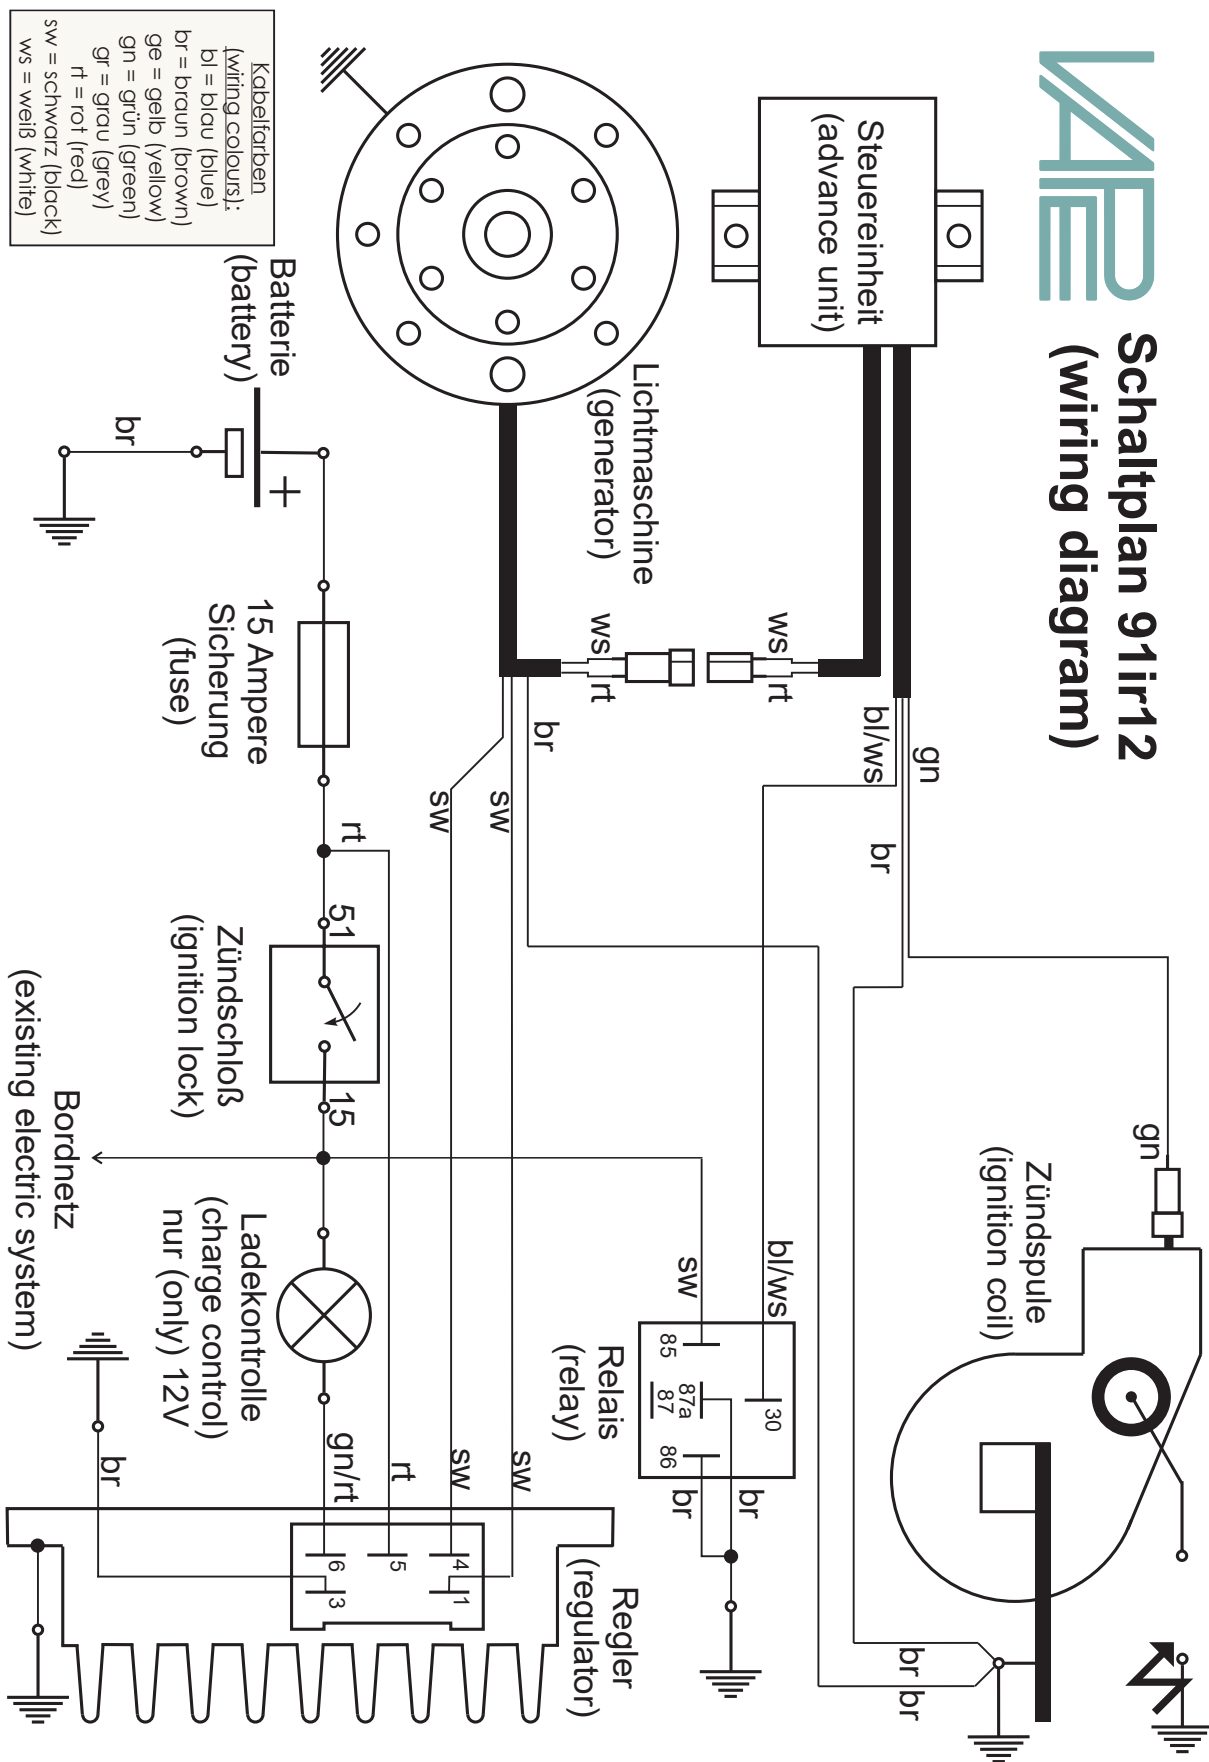 VAPE
Schaltplan 91ir12
(wiring diagram)
Steuereinheit
(advance unit)
Lichtmaschine
(generator)
ws
rt
ws
rt
bl/ws
gn
br
br
sw
sw
gn
Zündspule
(ignition coil)
Kabelfarben
(wiring colours):
bl = blau (blue)
br = braun (brown)
ge = gelb (yellow)
gn = grün (green)
gr = grau (grey)
rt = rot (red)
sw = schwarz (black)
ws = weiß (white)
Batterie
(battery)
+
br
15 Ampere
Sicherung
(fuse)
rt
51
15
Zündschloß
(ignition lock)
Bordnetz
(existing electric system)
Ladekontrolle
(charge control)
nur (only) 12V
bl/ws
sw
85
87a
87
30
86
Relais
(relay)
br
br
br
br
sw
sw
rt
gn/rt
br
4
1
5
6
3
Regler
(regulator)